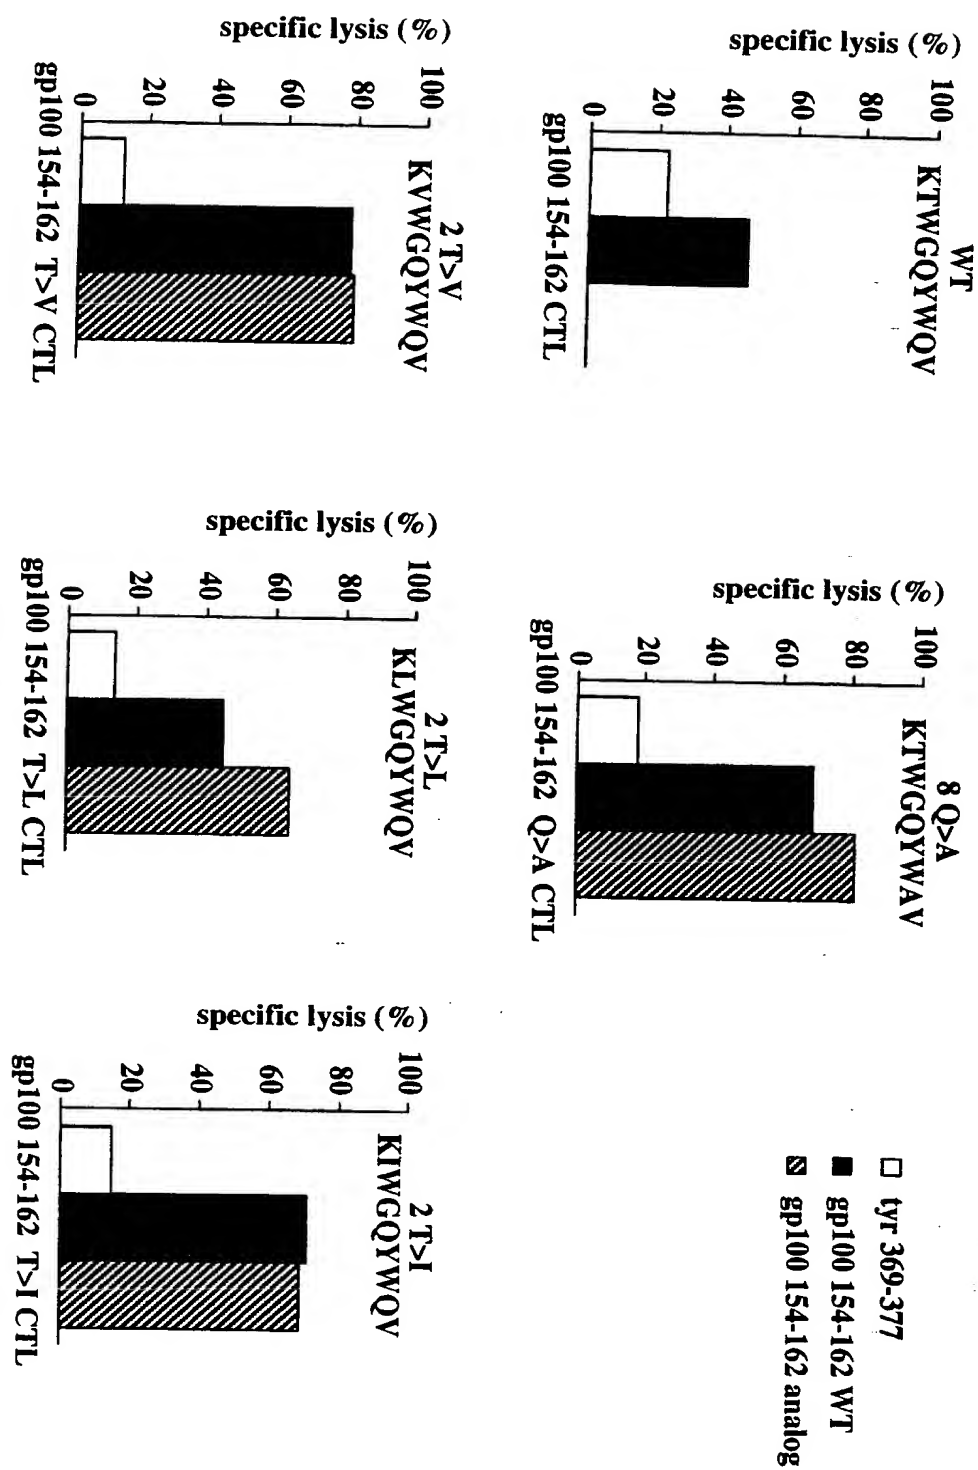 WT
KTWGQYWQV
specific lysis (%)
100
80
60
40
20
0
gp100 154-162 CTL
8 Q>A
KTWGQYWAV
specific lysis (%)
100
80
60
40
20
0
gp100 154-162 Q>A CTL
tyr 369-377
gp100 154-162 WT
gp100 154-162 analog
2 T>V
KVWGQYWQV
specific lysis (%)
100
80
60
40
20
0
gp100 154-162 T>V CTL
2 T>L
KLWGQYWQV
specific lysis (%)
100
80
60
40
20
0
gp100 154-162 T>L CTL
2 T>I
KIWGQYWQV
specific lysis (%)
100
80
60
40
20
0
gp100 154-162 T>I CTL